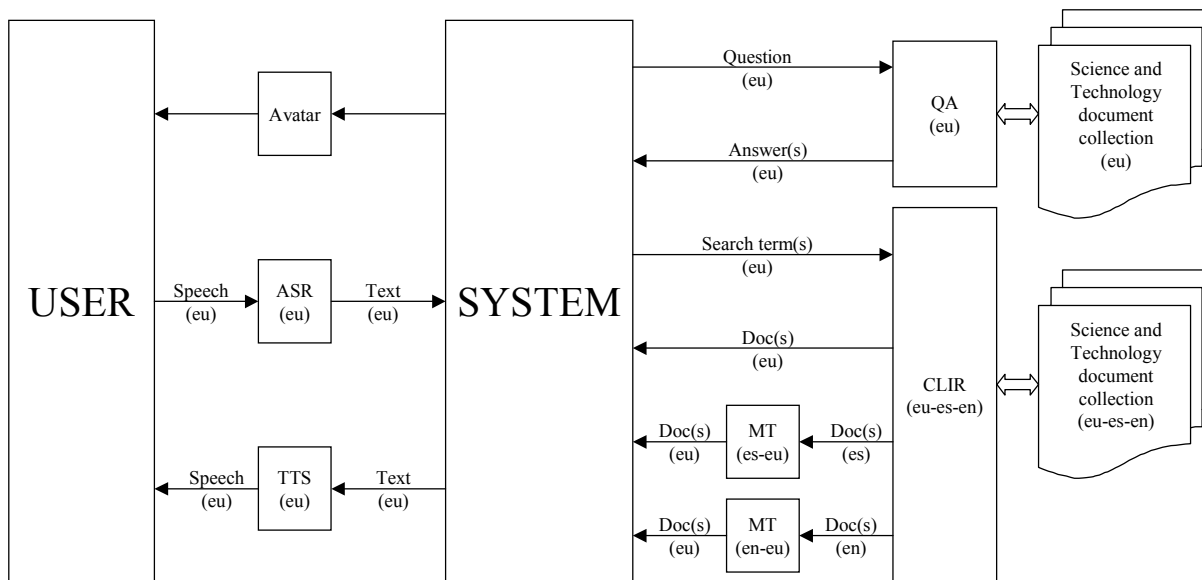 USER
Avatar
Speech
(eu)
ASR
(eu)
Text
(eu)
Speech
(eu)
TTS
(eu)
Text
(eu)
SYSTEM
Question
(eu)
Answer(s)
(eu)
QA
(eu)
Science and
Technology
document
collection
(eu)
Search term(s)
(eu)
Doc(s)
(eu)
Doc(s)
(eu)
MT
(es-eu)
Doc(s)
(es)
Doc(s)
(eu)
MT
(en-eu)
Doc(s)
(en)
CLIR
(eu-es-en)
Science and
Technology
document
collection
(eu-es-en)